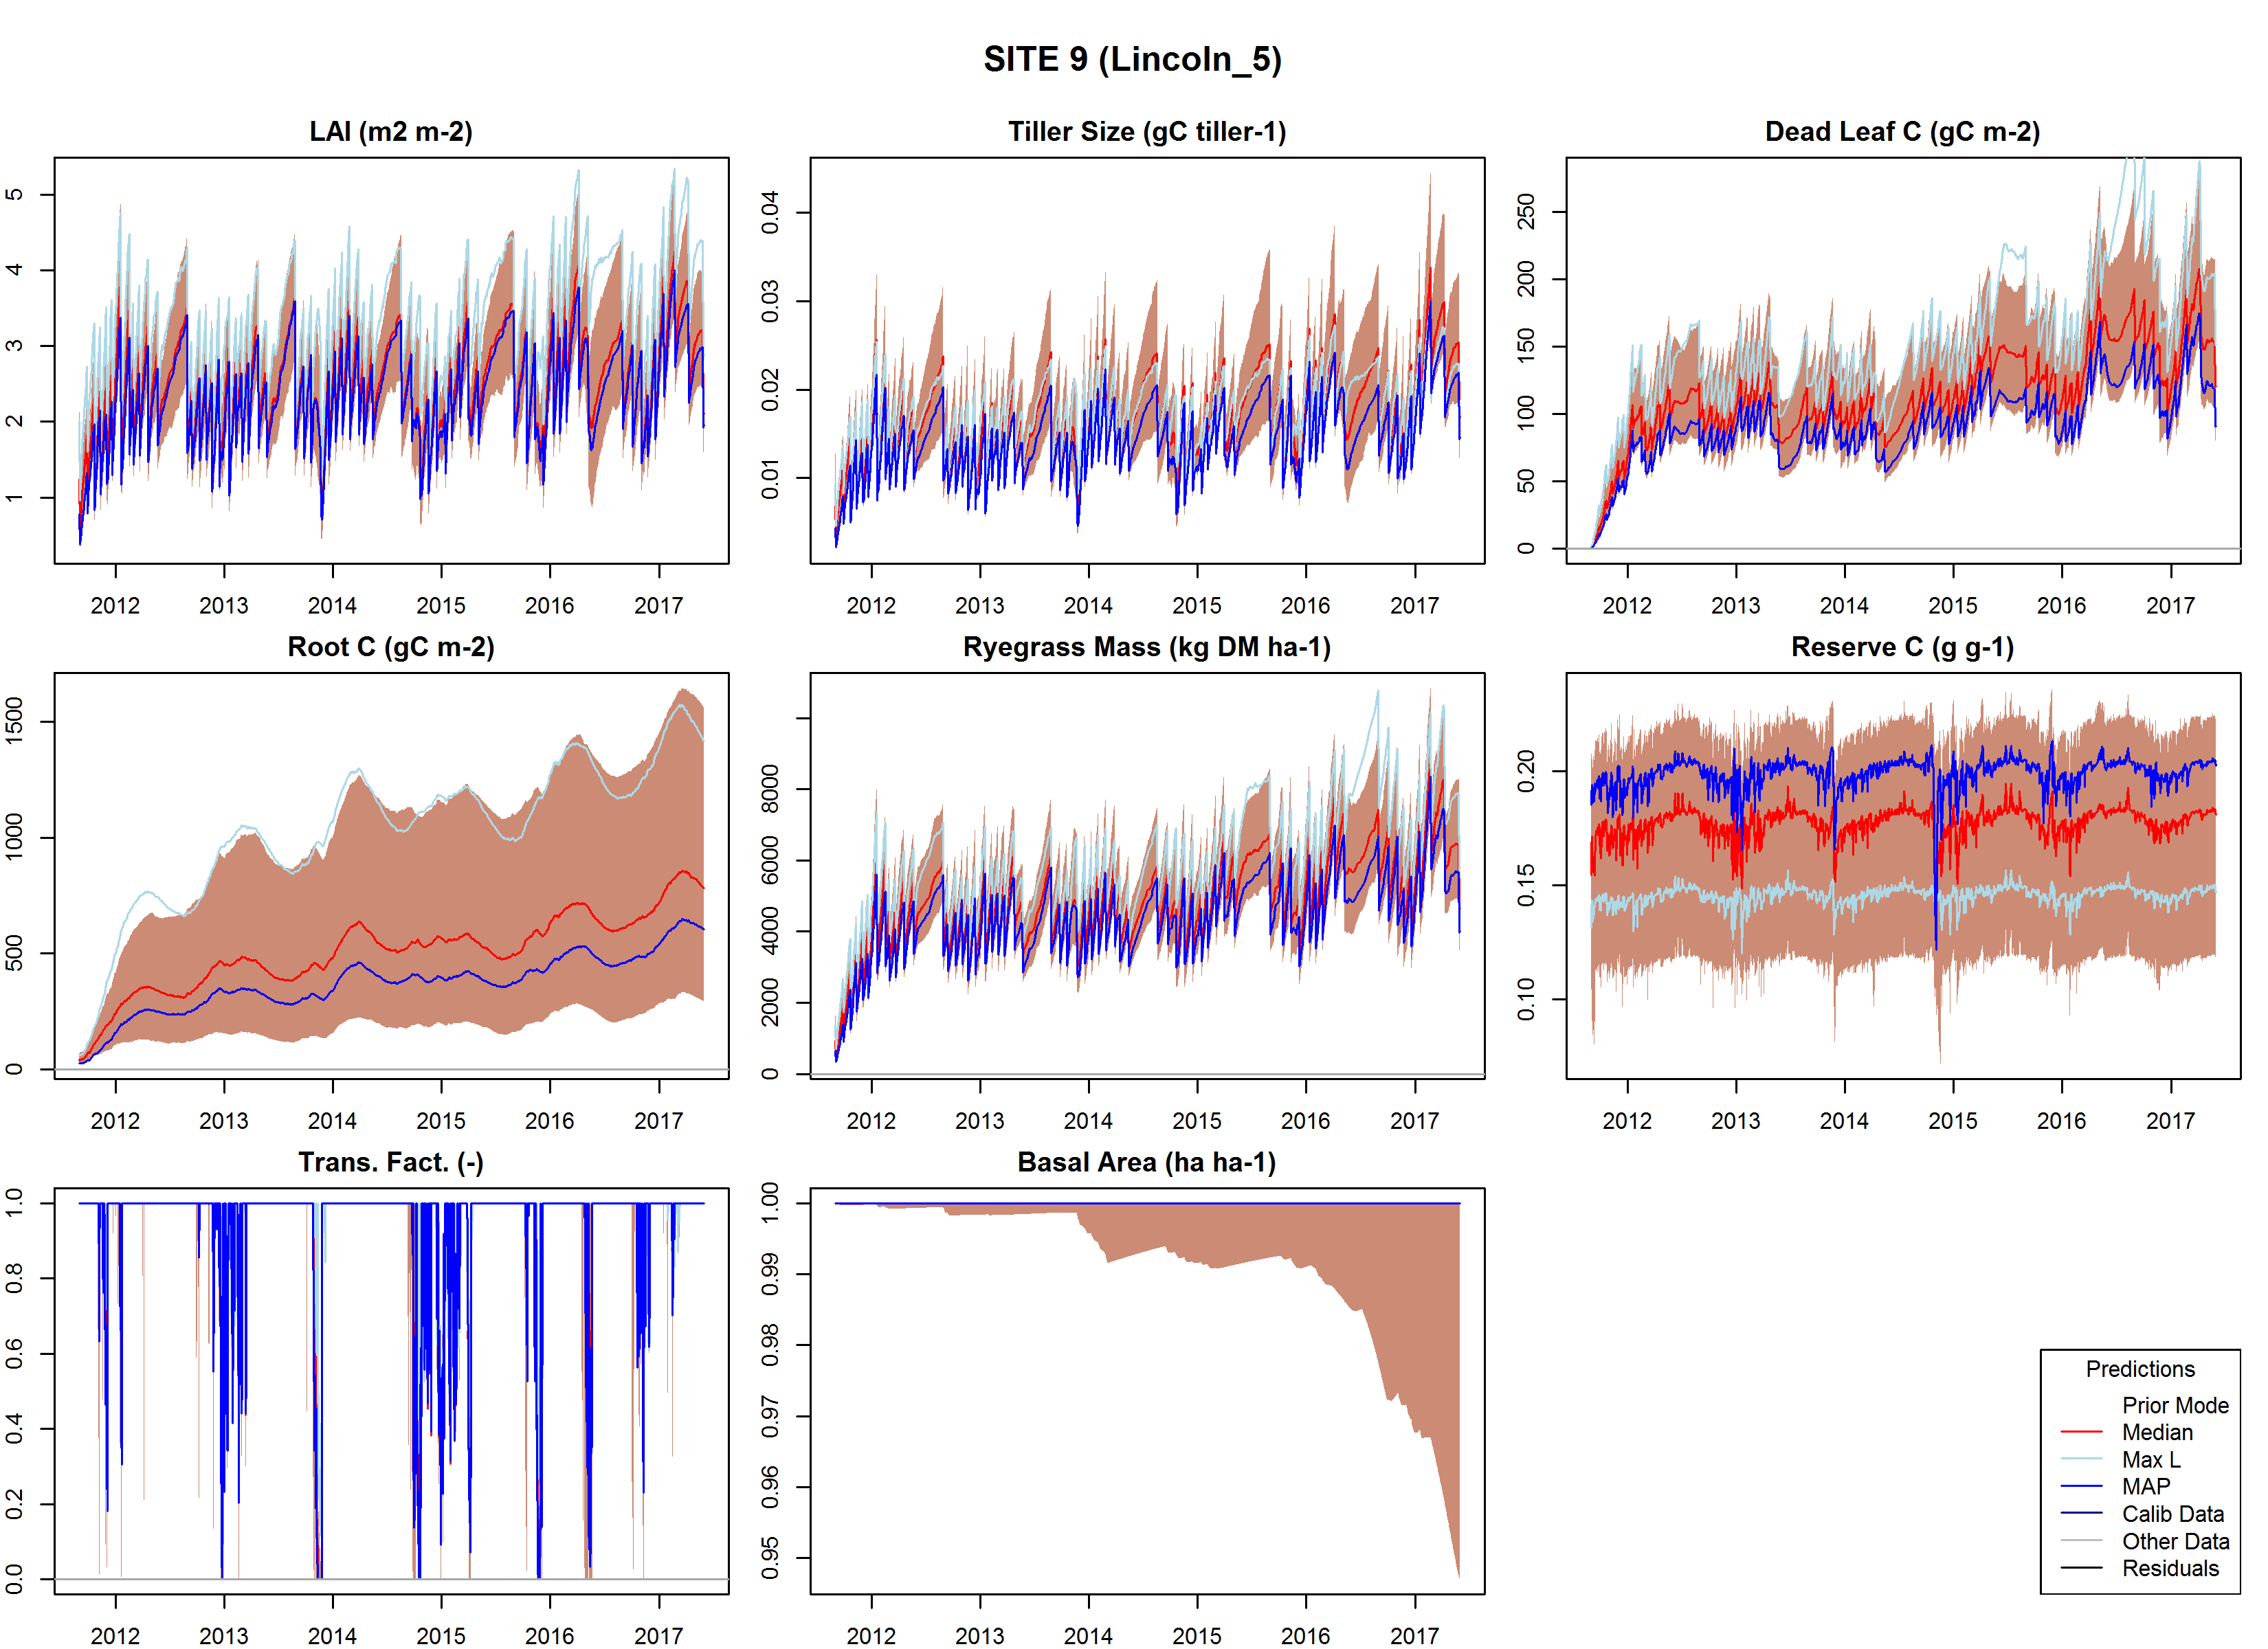 SITE 9 (Lincoln_5)
LAI (m2 m-2)
1 2 3 4 5
2012 2013 2014 2015 2016 2017
Tiller Size (gC tiller-1)
0.01 0.02 0.03 0.04
2012 2013 2014 2015 2016 2017
Dead Leaf C (gC m-2)
0 50 100 150 200 250
2012 2013 2014 2015 2016 2017
Root C (gC m-2)
0 500 1000 1500
2012 2013 2014 2015 2016 2017
Ryegrass Mass (kg DM ha-1)
0 2000 4000 6000 8000
2012 2013 2014 2015 2016 2017
Reserve C (g g-1)
0.10 0.15 0.20
2012 2013 2014 2015 2016 2017
Trans. Fact. (-)
0.0 0.2 0.4 0.6 0.8 1.0
2012 2013 2014 2015 2016 2017
Basal Area (ha ha-1)
0.95 0.96 0.97 0.98 0.99 1.00
2012 2013 2014 2015 2016 2017
Predictions
Prior Mode
Median
Max L
MAP
Calib Data
Other Data
Residuals